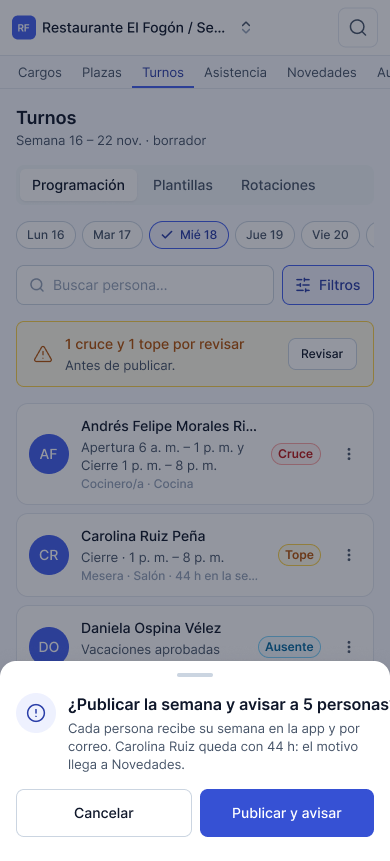 RF Restaurante El Fogón / Se...
Cargos Plazas Turnos Asistencia Novedades Au
Turnos
Semana 16 – 22 nov. · borrador
Programación Plantillas Rotaciones
Lun 16 Mar 17 Mié 18 Jue 19 Vie 20
Buscar persona... Filtros
1 cruce y 1 tope por revisar
Antes de publicar.
Revisar
AF
Andrés Felipe Morales Ri...
Apertura 6 a. m. – 1 p. m. y
Cierre 1 p. m. – 8 p. m.
Cocinero/a · Cocina
Cruce
CR
Carolina Ruiz Peña
Cierre · 1 p. m. – 8 p. m.
Mesera · Salón · 44 h en la se...
Tope
DO
Daniela Ospina Vélez
Vacaciones aprobadas
Ausente
¿Publicar la semana y avisar a 5 personas
Cada persona recibe su semana en la app y por
correo. Carolina Ruiz queda con 44 h: el motivo
llega a Novedades.
Cancelar Publicar y avisar